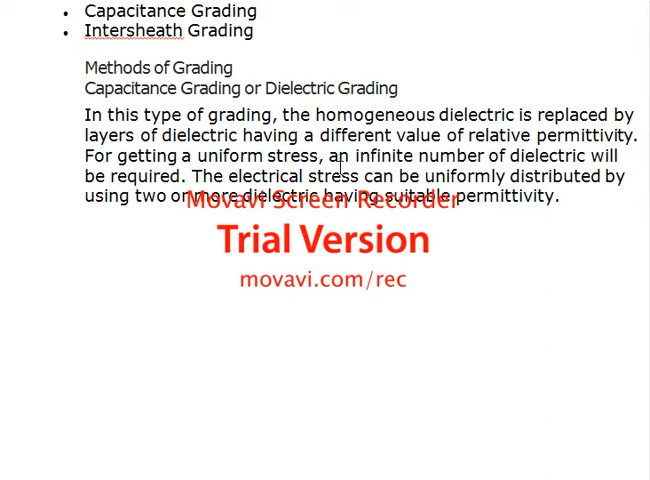 Capacitance Grading
Intersheath Grading
Methods of Grading
Capacitance Grading or Dielectric Grading
In this type of grading, the homogeneous dielectric is replaced by
layers of dielectric having a different value of relative permittivity.
For getting a uniform stress, an infinite number of dielectric will
be required. The electrical stress can be uniformly distributed by
using two or more dielectric having suitable permittivity.
Movavi Screen Recorder
Trial Version
movavi.com/rec